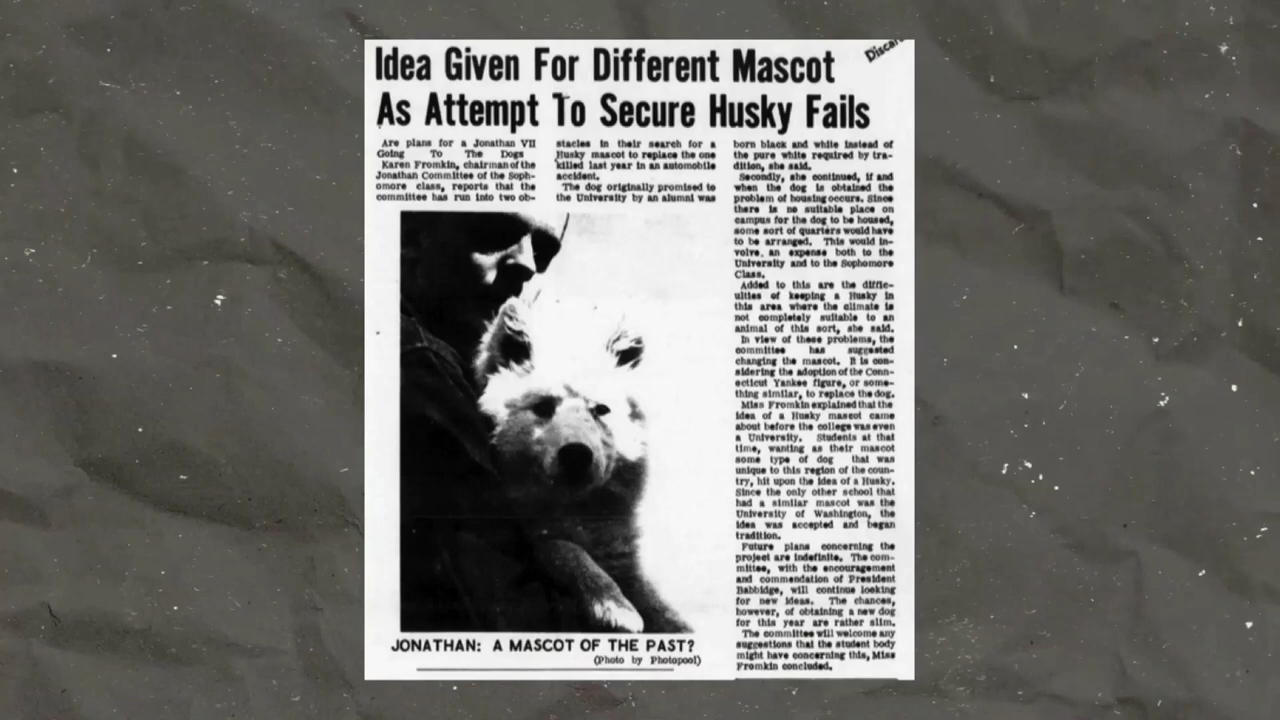 Idea Given For Different Mascot
As Attempt To Secure Husky Fails
Are plans for a Jonathan VII
Going To The Dogs
Karen Fromkin, chairman of the
Jonathan Committee of the Soph-
omore class, reports that the
committee has run into two ob-
stacles in their search for a
Husky mascot to replace the one
killed last year in an automobile
accident.
The dog originally promised to
the University by an alumni was
born black and white instead of
the pure white required by tra-
dition, she said.
Secondly, she continued, if and
when the dog is obtained the
problem of housing occurs. Since
there is no suitable place on
campus for the dog to be housed,
some sort of quarters would have
to be arranged. This would in-
volve, an expense both to the
University and to the Sophomore
Class.
Added to this are the diffic-
ulties of keeping a Husky in
this area where the climate is
not completely suitable to an
animal of this sort, she said.
In view of these problems, the
committee has suggested
changing the mascot. It is con-
sidering the adoption of the Conn-
ecticut Yankee figure, or some-
thing similar, to replace the dog.
Miss Fromkin explained that the
idea of a Husky mascot came
about before the college was even
a University. Students at that
time, wanting as their mascot
some type of dog that was
unique to this region of the coun-
try, hit upon the idea of a Husky.
Since the only other school that
had a similar mascot was the
University of Washington, the
idea was accepted and began
tradition.
Future plans concerning the
project are indefinite. The com-
mittee, with the encouragement
and commendation of President
Babbidge, will continue looking
for new ideas. The chances,
however, of obtaining a new dog
for this year are rather slim.
The committee will welcome any
suggestions that the student body
might have concerning this, Miss
Fromkin concluded.
JONATHAN: A MASCOT OF THE PAST?
(Photo by Photopool)